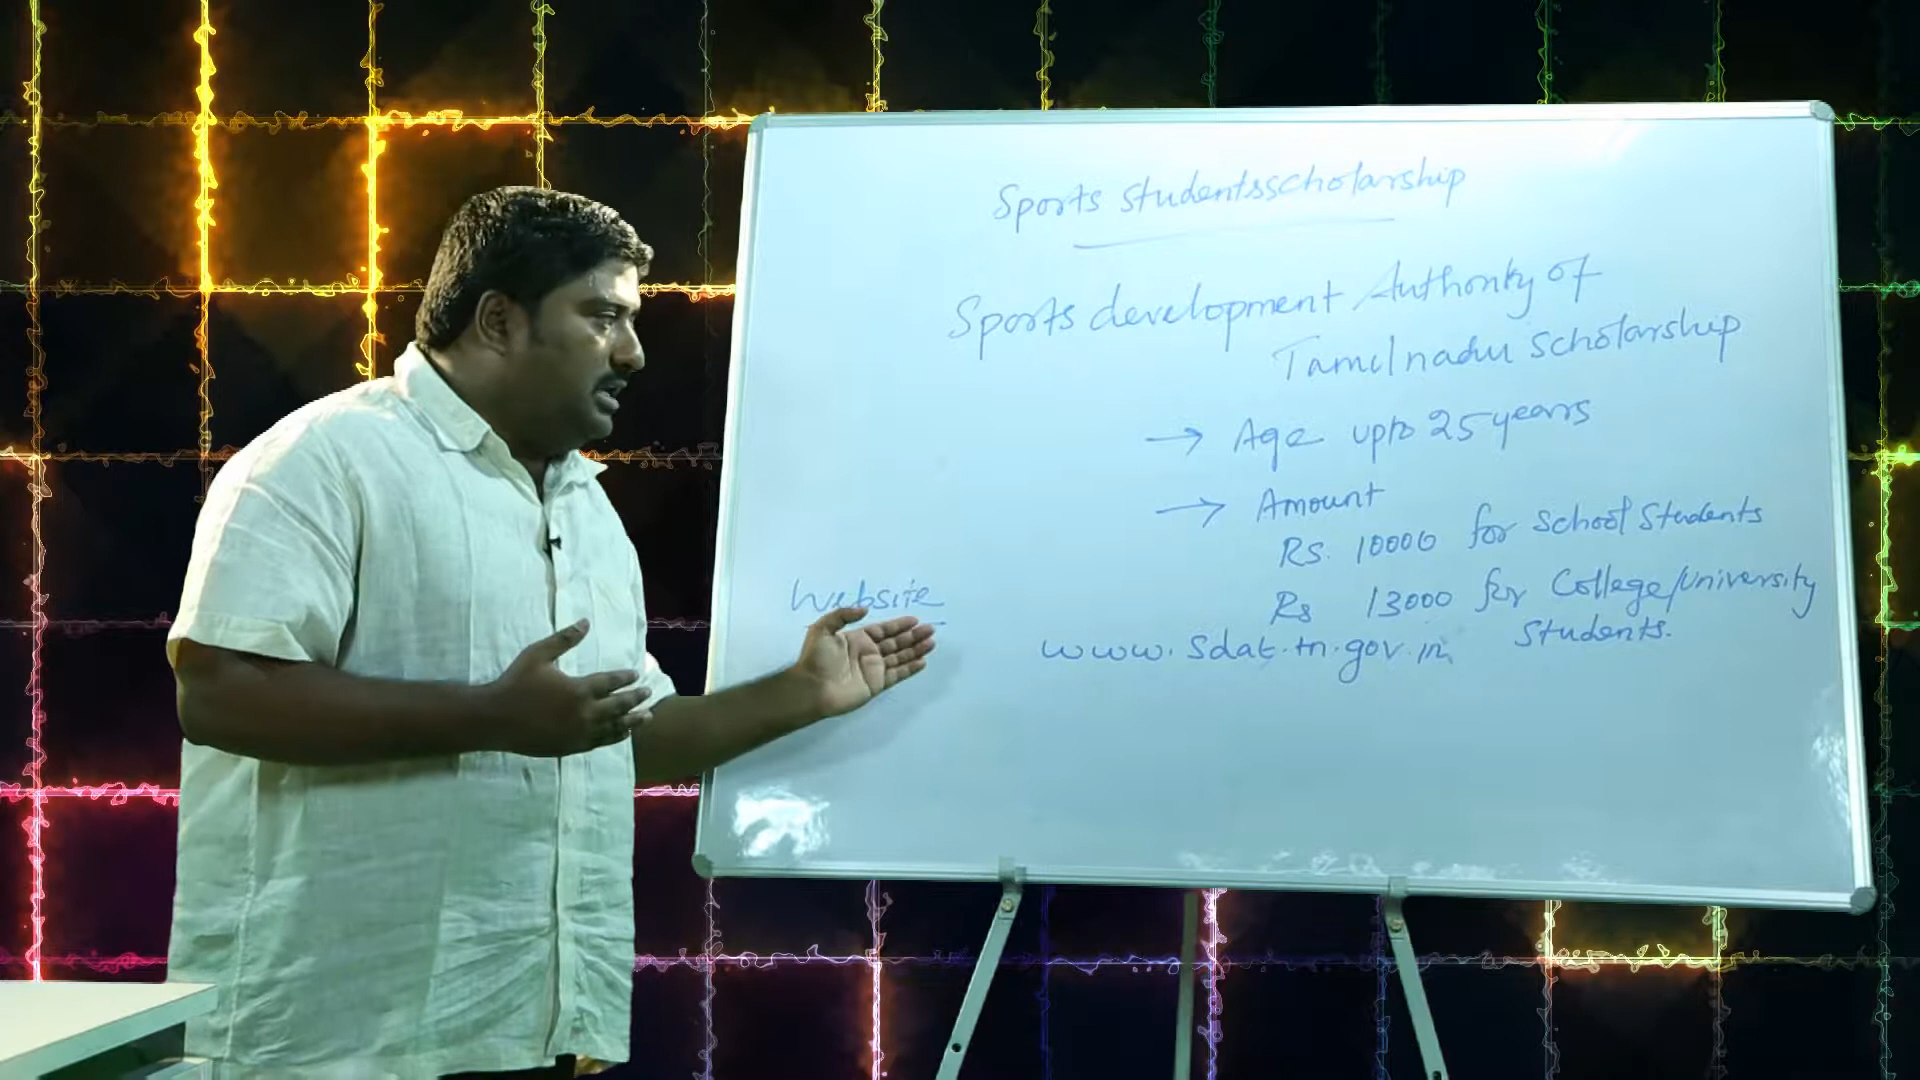 Sports studentsscholarship
Sports development Authority of
Tamilnadu scholarship
→ Age upto 25 years
→ Amount
Rs. 10000 for School Students
Rs 13000 for College/University
Students.
Website
www.sdat.tn.gov.in